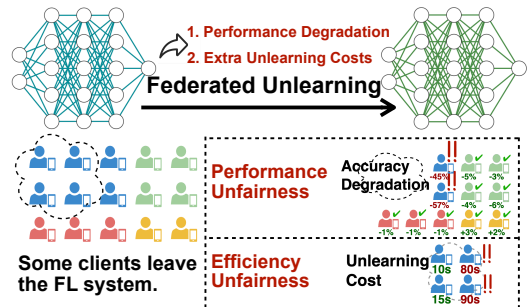 1. Performance Degradation
2. Extra Unlearning Costs
Federated Unlearning
Performance
Unfairness
Accuracy
Degradation
!!
-45% -5% -3%
!!
-57% -4% -6%
-1% -1% -1% +3% +2%
Some clients leave
the FL system.
Efficiency
Unfairness
Unlearning
Cost
10s 80s !!
15s 90s !!